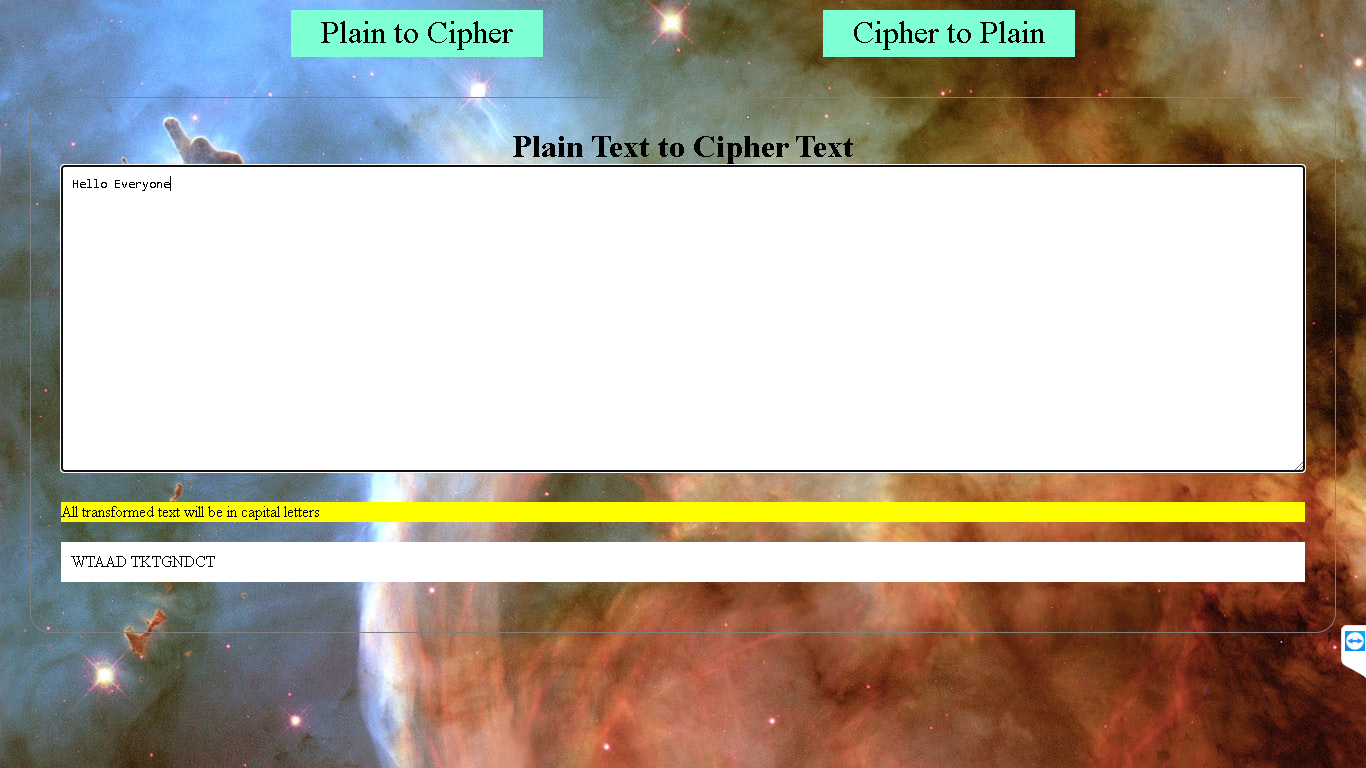 Plain to Cipher
Cipher to Plain
Plain Text to Cipher Text
Hello Everyone
All transformed text will be in capital letters
WTAAD TKTGNDCT